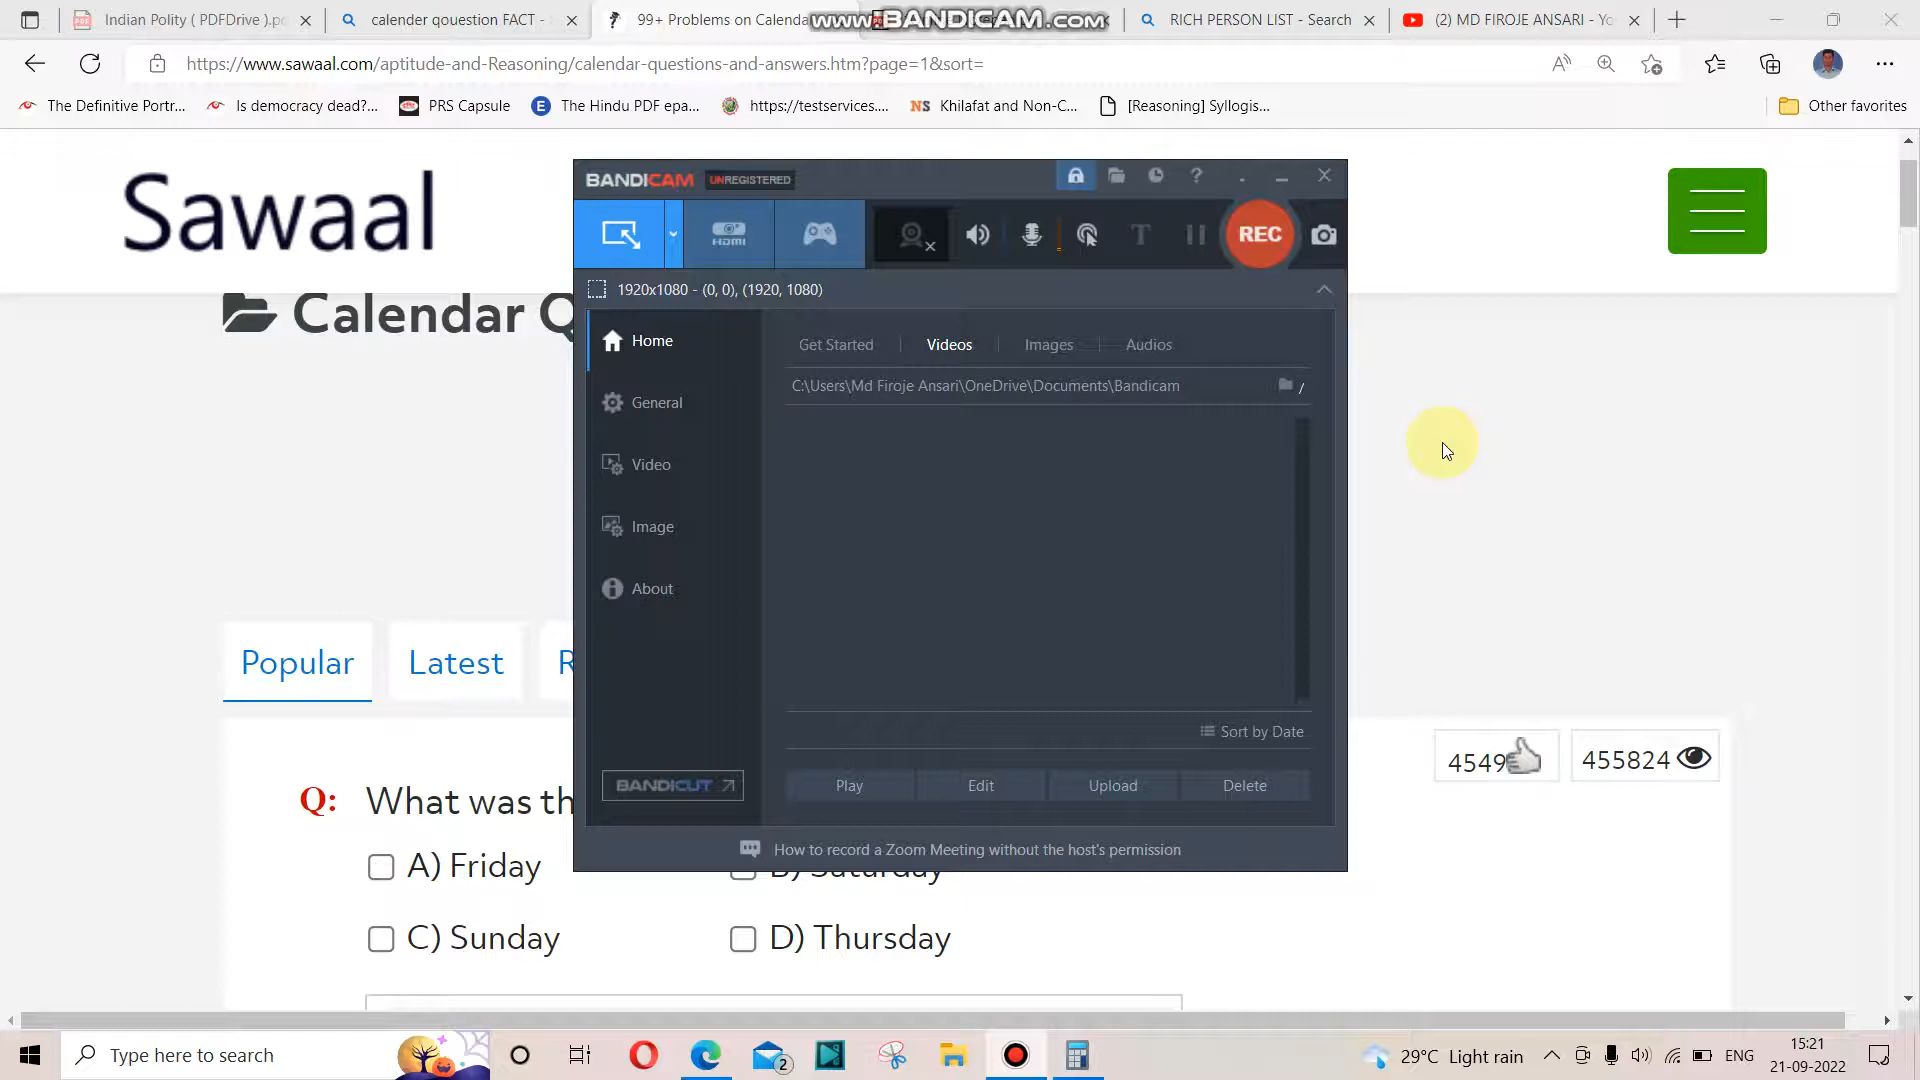 Indian Polity ( PDFDrive ).pd
calender qouestion FACT -
99+ Problems on Calenda
www.BANDICAM.com
RICH PERSON LIST - Search
(2) MD FIROJE ANSARI - Yo
https://www.sawaal.com/aptitude-and-Reasoning/calendar-questions-and-answers.htm?page=1&sort=
The Definitive Portr...
Is democracy dead?...
PRS Capsule
The Hindu PDF epa...
https://testservices....
Khilafat and Non-C...
[Reasoning] Syllogis...
Other favorites
Sawaal
Calendar Q
BANDICAM UNREGISTERED
HDMI
REC
1920x1080 - (0, 0), (1920, 1080)
Home
General
Video
Image
About
BANDICUT
Get Started
Videos
Images
Audios
C:\Users\Md Firoje Ansari\OneDrive\Documents\Bandicam
/
Sort by Date
Play
Edit
Upload
Delete
How to record a Zoom Meeting without the host's permission
Popular
Latest
R
4549
455824
Q: What was th
A) Friday
B) Saturday
C) Sunday
D) Thursday
Type here to search
2
29°C Light rain
ENG
15:21
21-09-2022